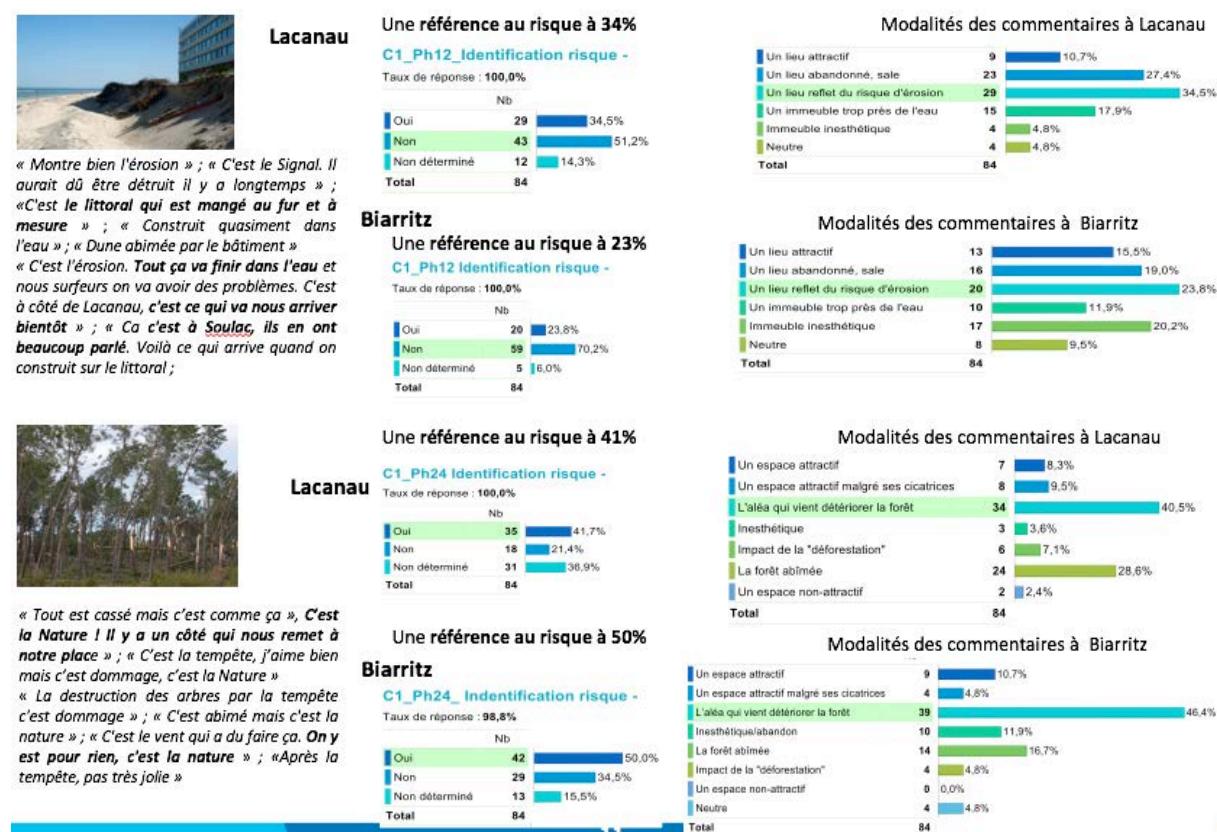 Lacanau
Une référence au risque à 34%
C1_Ph12_Identification risque -
Taux de réponse : 100,0%
Nb
Oui 29 34,5%
Non 43 51,2%
Non déterminé 12 14,3%
Total 84
Modalités des commentaires à Lacanau
Un lieu attractif 9 10,7%
Un lieu abandonné, sale 23 27,4%
Un lieu reflet du risque d'érosion 29 34,5%
Un immeuble trop près de l'eau 15 17,9%
Immeuble inesthétique 4 4,8%
Neutre 4 4,8%
Total 84
« Montre bien l'érosion » ; « C'est le Signal. Il
aurait dû être détruit il y a longtemps » ;
«C'est le littoral qui est mangé au fur et à
mesure » ; « Construit quasiment dans
l'eau » ; « Dune abimée par le bâtiment »
« C'est l'érosion. Tout ça va finir dans l'eau et
nous surfeurs on va avoir des problèmes. C'est
à côté de Lacanau, c'est ce qui va nous arriver
bientôt » ; « Ca c'est à Soulac, ils en ont
beaucoup parlé. Voilà ce qui arrive quand on
construit sur le littoral ;
Biarritz
Une référence au risque à 23%
C1_Ph12 Identification risque -
Taux de réponse : 100,0%
Nb
Oui 20 23,8%
Non 59 70,2%
Non déterminé 5 6,0%
Total 84
Modalités des commentaires à Biarritz
Un lieu attractif 13 15,5%
Un lieu abandonné, sale 16 19,0%
Un lieu reflet du risque d'érosion 20 23,8%
Un immeuble trop près de l'eau 10 11,9%
Immeuble inesthétique 17 20,2%
Neutre 8 9,5%
Total 84
Lacanau
Une référence au risque à 41%
C1_Ph24 Identification risque -
Taux de réponse : 100,0%
Nb
Oui 35 41,7%
Non 18 21,4%
Non déterminé 31 36,9%
Total 84
Modalités des commentaires à Lacanau
Un espace attractif 7 8,3%
Un espace attractif malgré ses cicatrices 8 9,5%
L'aléa qui vient détériorer la forêt 34 40,5%
Inesthétique 3 3,6%
Impact de la "déforestation" 6 7,1%
La forêt abîmée 24 28,6%
Un espace non-attractif 2 2,4%
Total 84
« Tout est cassé mais c'est comme ça », C'est
la Nature ! Il y a un côté qui nous remet à
notre place » ; « C'est la tempête, j'aime bien
mais c'est dommage, c'est la Nature »
« La destruction des arbres par la tempête
c'est dommage » ; « C'est abimé mais c'est la
nature » ; « C'est le vent qui a du faire ça. On y
est pour rien, c'est la nature » ; «Après la
tempête, pas très jolie »
Biarritz
Une référence au risque à 50%
C1_Ph24_ Indentification risque -
Taux de réponse : 98,8%
Nb
Oui 42 50,0%
Non 29 34,5%
Non déterminé 13 15,5%
Total 84
Modalités des commentaires à Biarritz
Un espace attractif 9 10,7%
Un espace attractif malgré ses cicatrices 4 4,8%
L'aléa qui vient détériorer la forêt 39 46,4%
Inesthétique/abandon 10 11,9%
La forêt abîmée 14 16,7%
Impact de la "déforestation" 4 4,8%
Un espace non-attractif 0 0,0%
Neutre 4 4,8%
Total 84